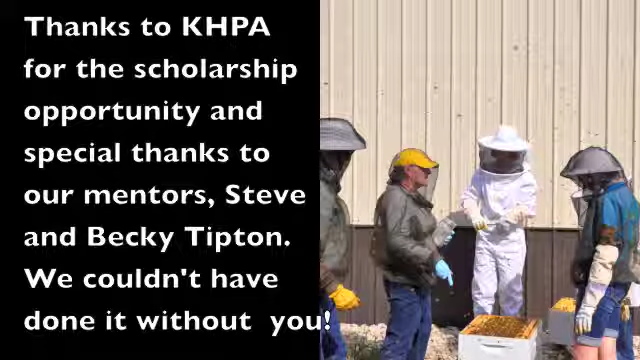 Thanks to KHPA
for the scholarship
opportunity and
special thanks to
our mentors, Steve
and Becky Tipton.
We couldn't have
done it without  you!